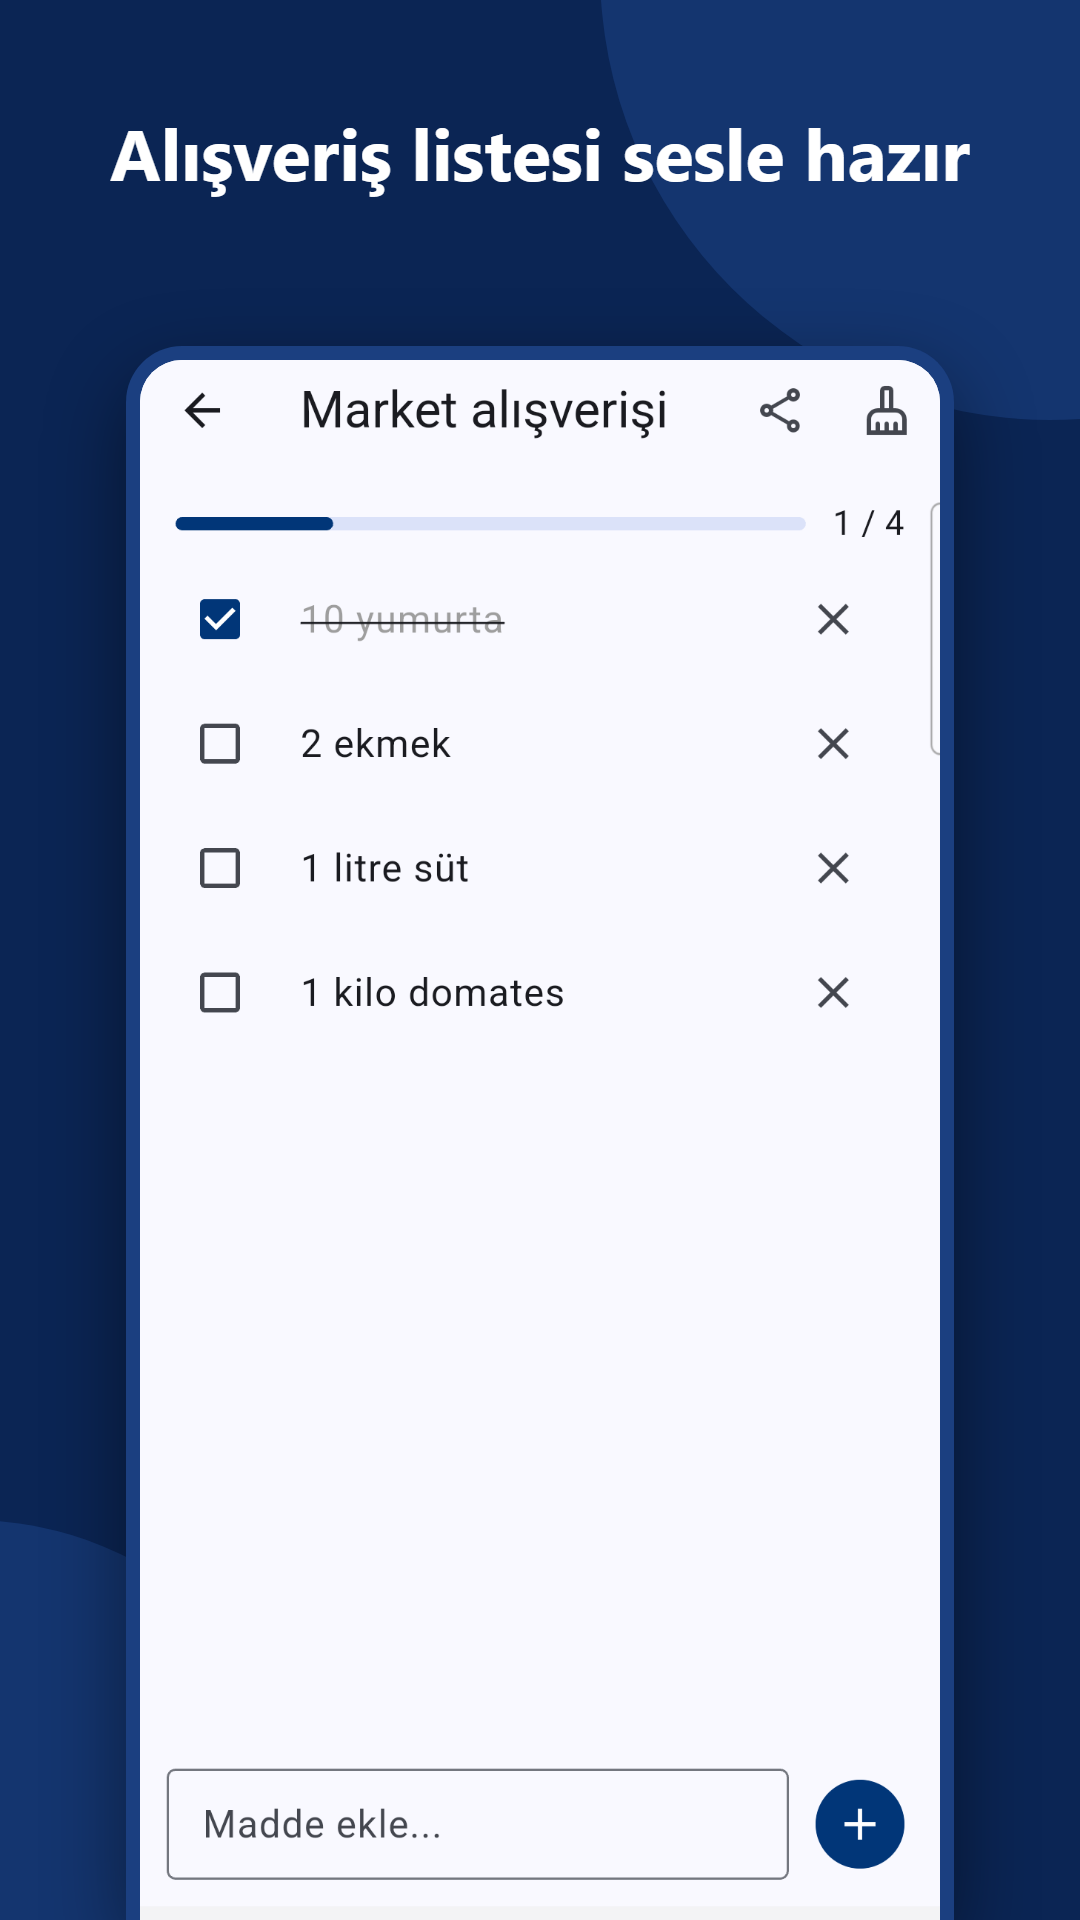 Alışveriş listesi sesle hazır
Market alışverişi
1 / 4
10 yumurta
2 ekmek
1 litre süt
1 kilo domates
Madde ekle...